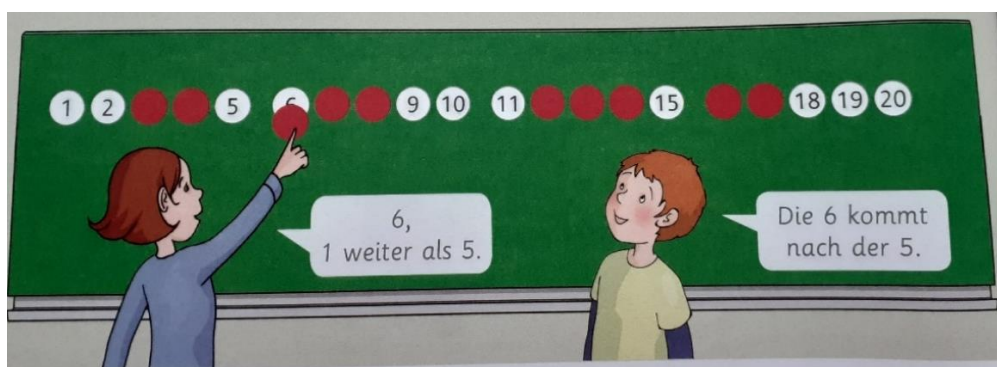 1 2 5 6 9 10 11 15 18 19 20
6,
1 weiter als 5.
Die 6 kommt
nach der 5.